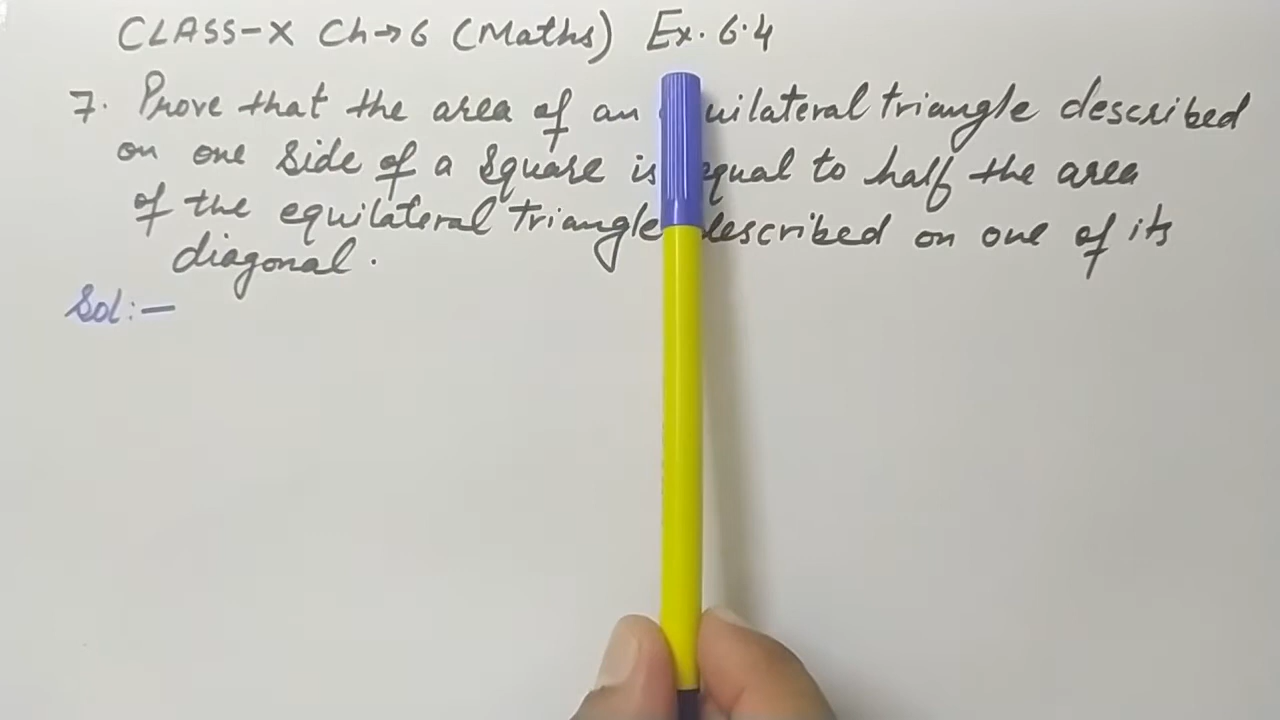 CLASS-X Ch→6 (Maths) Ex. 6.4
7. Prove that the area of an uilateral triangle described
on one side of a square is equal to half the area
of the equilateral triangle described on one of its
diagonal.
Sol:—